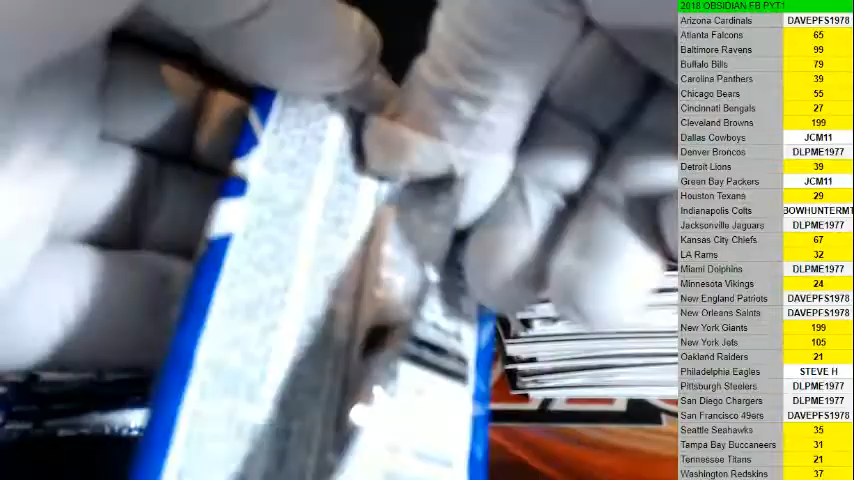 2018 OBSIDIAN FB PYT1
Arizona Cardinals DAVEPFS1978
Atlanta Falcons 65
Baltimore Ravens 99
Buffalo Bills 79
Carolina Panthers 39
Chicago Bears 55
Cincinnati Bengals 27
Cleveland Browns 199
Dallas Cowboys JCM11
Denver Broncos DLPME1977
Detroit Lions 39
Green Bay Packers JCM11
Houston Texans 29
Indianapolis Colts BOWHUNTERMT
Jacksonville Jaguars DLPME1977
Kansas City Chiefs 67
LA Rams 32
Miami Dolphins DLPME1977
Minnesota Vikings 24
New England Patriots DAVEPFS1978
New Orleans Saints DAVEPFS1978
New York Giants 199
New York Jets 105
Oakland Raiders 21
Philadelphia Eagles STEVE H
Pittsburgh Steelers DLPME1977
San Diego Chargers DLPME1977
San Francisco 49ers DAVEPFS1978
Seattle Seahawks 35
Tampa Bay Buccaneers 31
Tennessee Titans 21
Washington Redskins 37